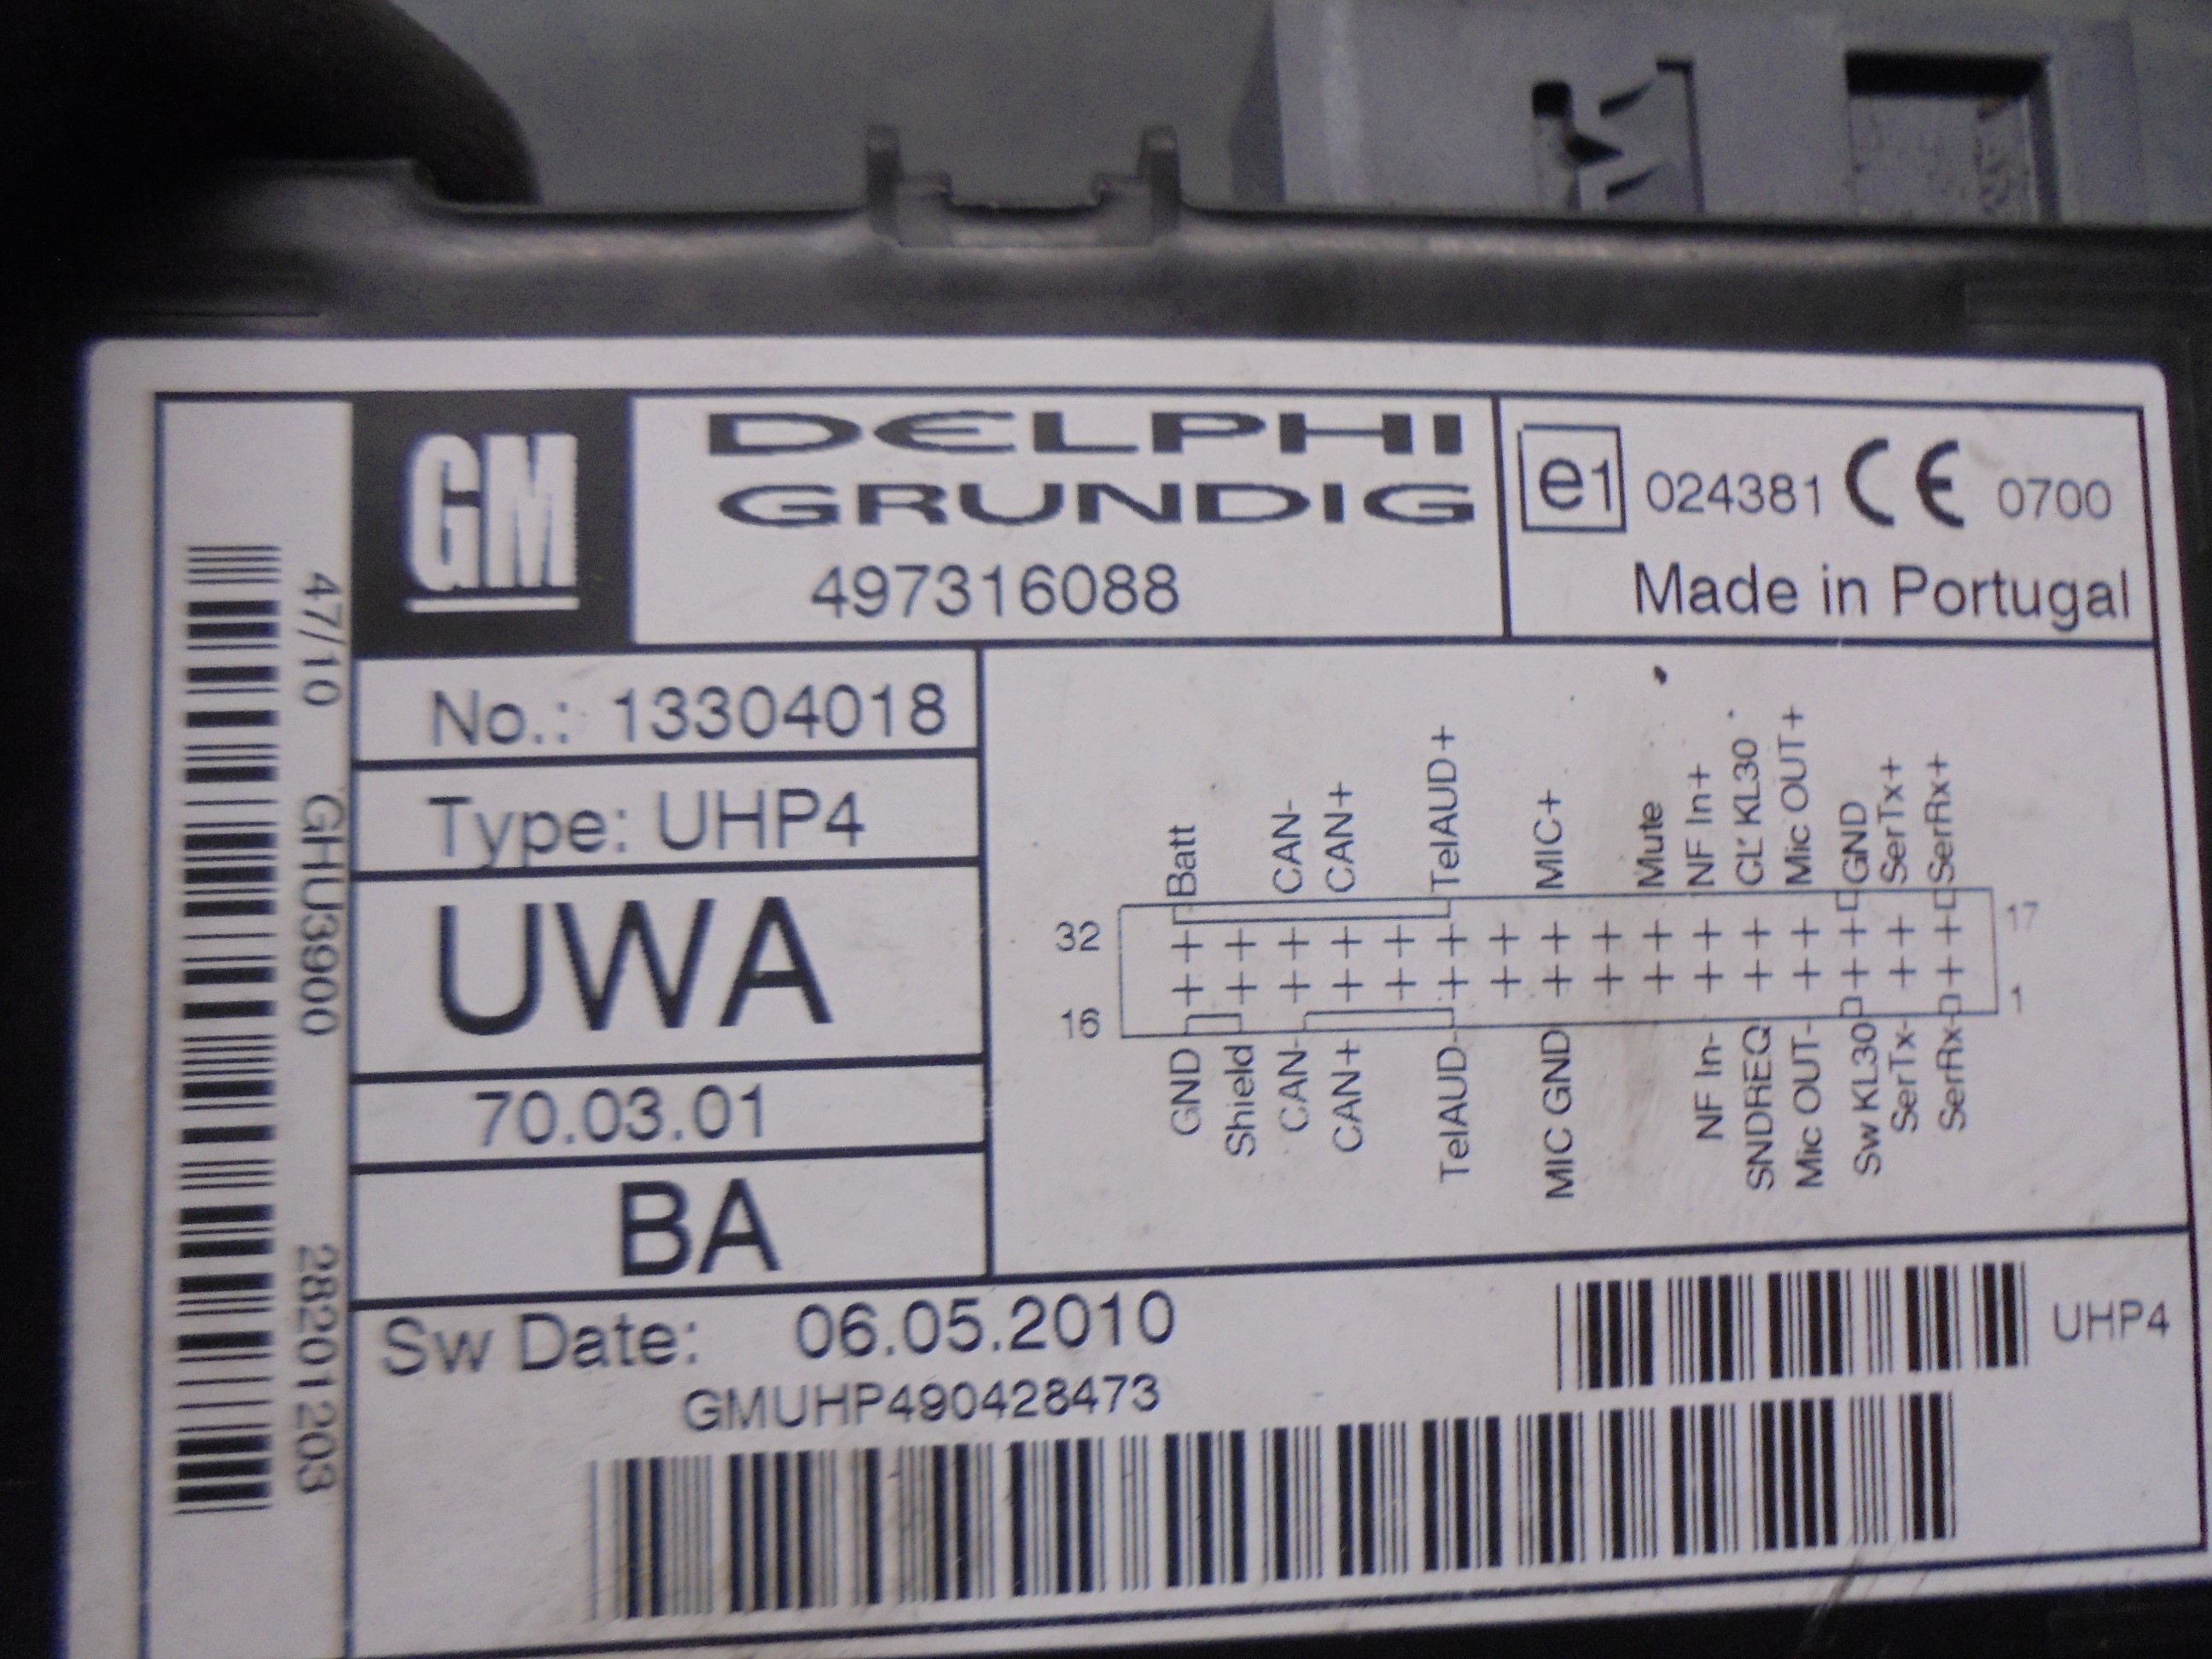 GM
DELPHI
GRUNDIG
497316088
e1 024381 CE 0700
Made in Portugal
47/10 GHU3900 28201203
No.: 13304018
Type: UHP4
UWA
70.03.01
BA
Batt CAN- CAN+ TelAUD+ MIC+ Mute NF In+ CL' KL30 Mic OUT+ GND SerTx+ SerRx+
32 17
16 1
GND Shield CAN- CAN+ TelAUD- MIC GND NF In- SNDREQ Mic OUT- Sw KL30 SerTx- SerRx-
Sw Date: 06.05.2010
GMUHP490428473
UHP4